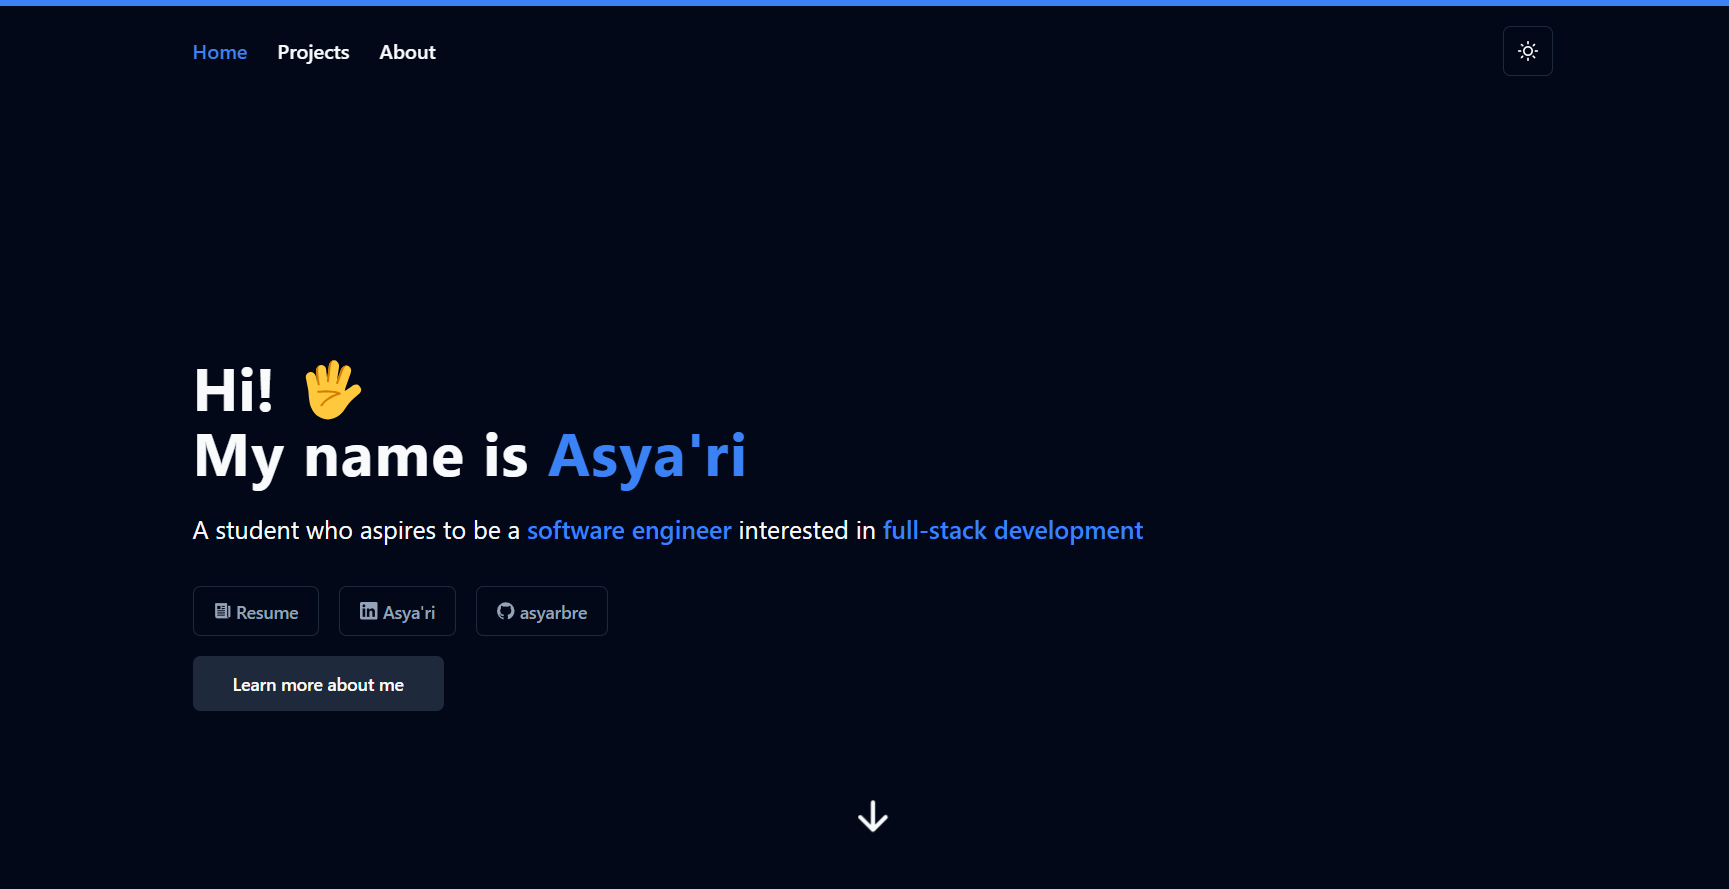 Home Projects About
Hi! 🖐
My name is Asya'ri
A student who aspires to be a software engineer interested in full-stack development
Resume Asya'ri asyarbre
Learn more about me